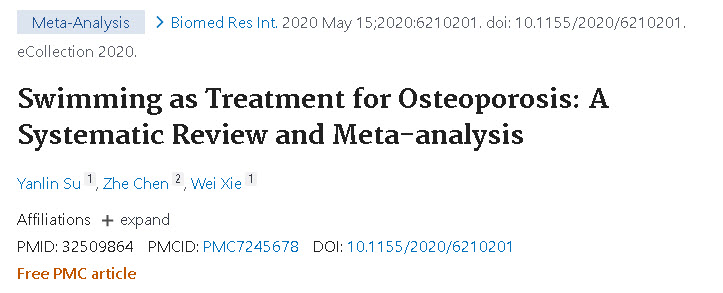 Meta-Analysis > Biomed Res Int. 2020 May 15;2020:6210201. doi: 10.1155/2020/6210201.
eCollection 2020.
Swimming as Treatment for Osteoporosis: A
Systematic Review and Meta-analysis
Yanlin Su 1, Zhe Chen 2, Wei Xie 1
Affiliations + expand
PMID: 32509864 PMCID: PMC7245678 DOI: 10.1155/2020/6210201
Free PMC article